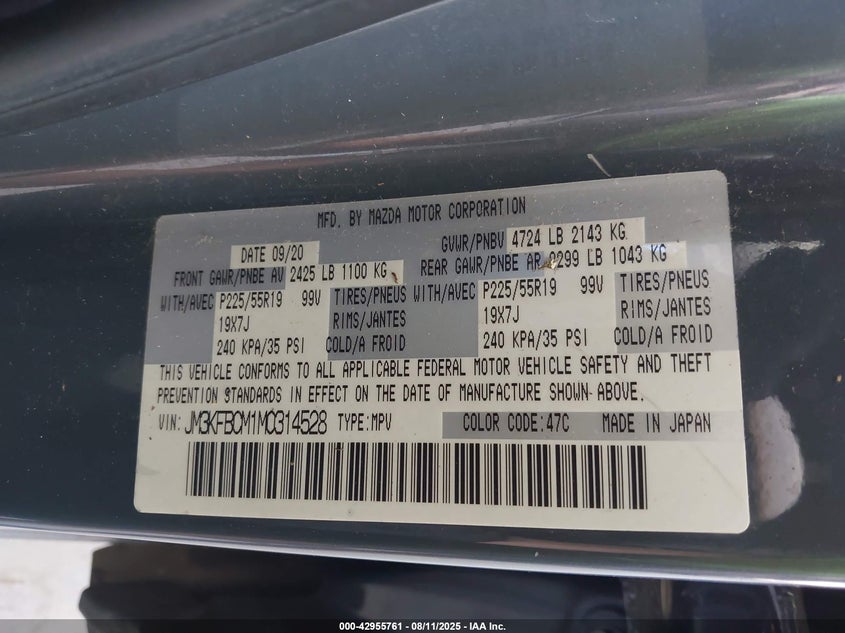 MFD. BY MAZDA MOTOR CORPORATION
DATE 09/20 GVWR/PNBV 4724 LB 2143 KG
FRONT GAWR/PNBE AV 2425 LB 1100 KG REAR GAWR/PNBE AR 2299 LB 1043 KG
WITH/AVEC P225/55R19 99V TIRES/PNEUS WITH/AVEC P225/55R19 99V TIRES/PNEUS
19X7J RIMS/JANTES 19X7J RIMS/JANTES
240 KPA/35 PSI COLD/A FROID 240 KPA/35 PSI COLD/A FROID
THIS VEHICLE CONFORMS TO ALL APPLICABLE FEDERAL MOTOR VEHICLE SAFETY AND THEFT
PREVENTION STANDARDS IN EFFECT ON THE DATE OF MANUFACTURE SHOWN ABOVE.
VIN: JM3KFBCM1M0314528 TYPE:MPV COLOR CODE:47C MADE IN JAPAN
000-42955761 - 08/11/2025 - IAA Inc.